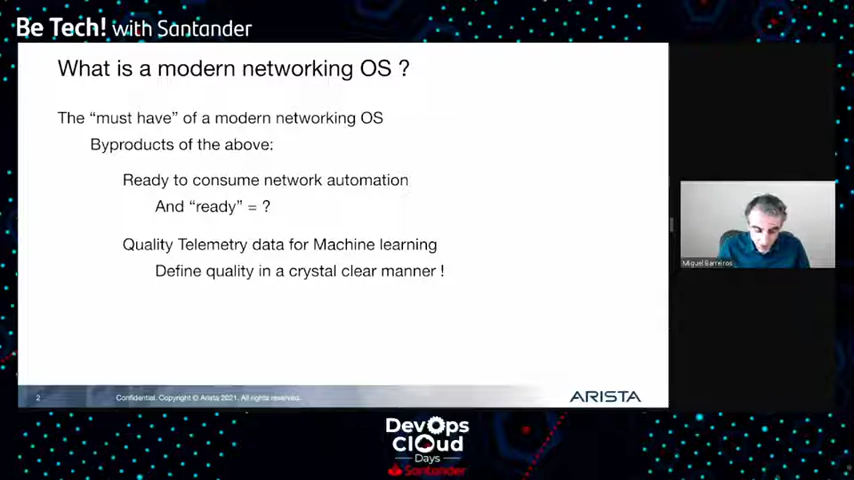 Be Tech! with Santander
What is a modern networking OS ?
The “must have” of a modern networking OS
Byproducts of the above:
Ready to consume network automation
And “ready” = ?
Quality Telemetry data for Machine learning
Define quality in a crystal clear manner !
Miguel Barreiros
2
Confidential. Copyright © Arista 2021. All rights reserved.
ARISTA
DevOps
CLoud
Days
Santander